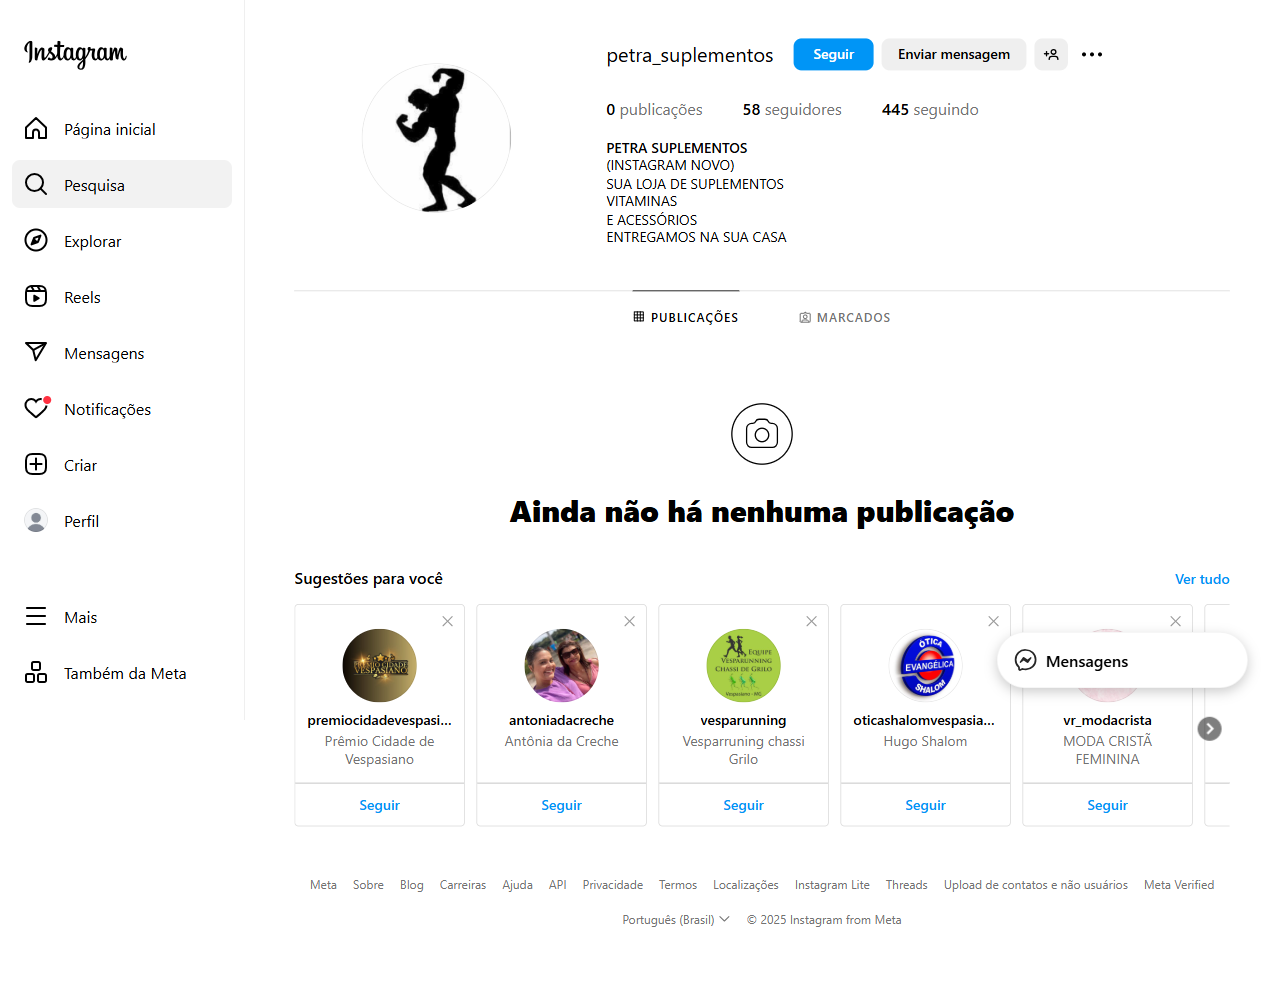 Instagram
Página inicial
Pesquisa
Explorar
Reels
Mensagens
Notificações
Criar
Perfil
Mais
Também da Meta
petra_suplementos
Seguir
Enviar mensagem
0 publicações
58 seguidores
445 seguindo
PETRA SUPLEMENTOS
(INSTAGRAM NOVO)
SUA LOJA DE SUPLEMENTOS
VITAMINAS
E ACESSÓRIOS
ENTREGAMOS NA SUA CASA
PUBLICAÇÕES
MARCADOS
Ainda não há nenhuma publicação
Sugestões para você
Ver tudo
PRÊMIO CIDADE
VESPASIANO
premiocidadevespasi...
Prêmio Cidade de
Vespasiano
Seguir
antoniadacreche
Antônia da Creche
Seguir
EQUIPE
VESPARUNNING
CHASSI DE GRILO
Vespasiano - MG
vesparunning
Vesparruning chassi
Grilo
Seguir
ÓTICA
EVANGÉLICA
SHALOM
oticashalomvespasia...
Hugo Shalom
Seguir
vr_modacrista
MODA CRISTÃ
FEMININA
Seguir
Mensagens
Meta
Sobre
Blog
Carreiras
Ajuda
API
Privacidade
Termos
Localizações
Instagram Lite
Threads
Upload de contatos e não usuários
Meta Verified
Português (Brasil)
© 2025 Instagram from Meta